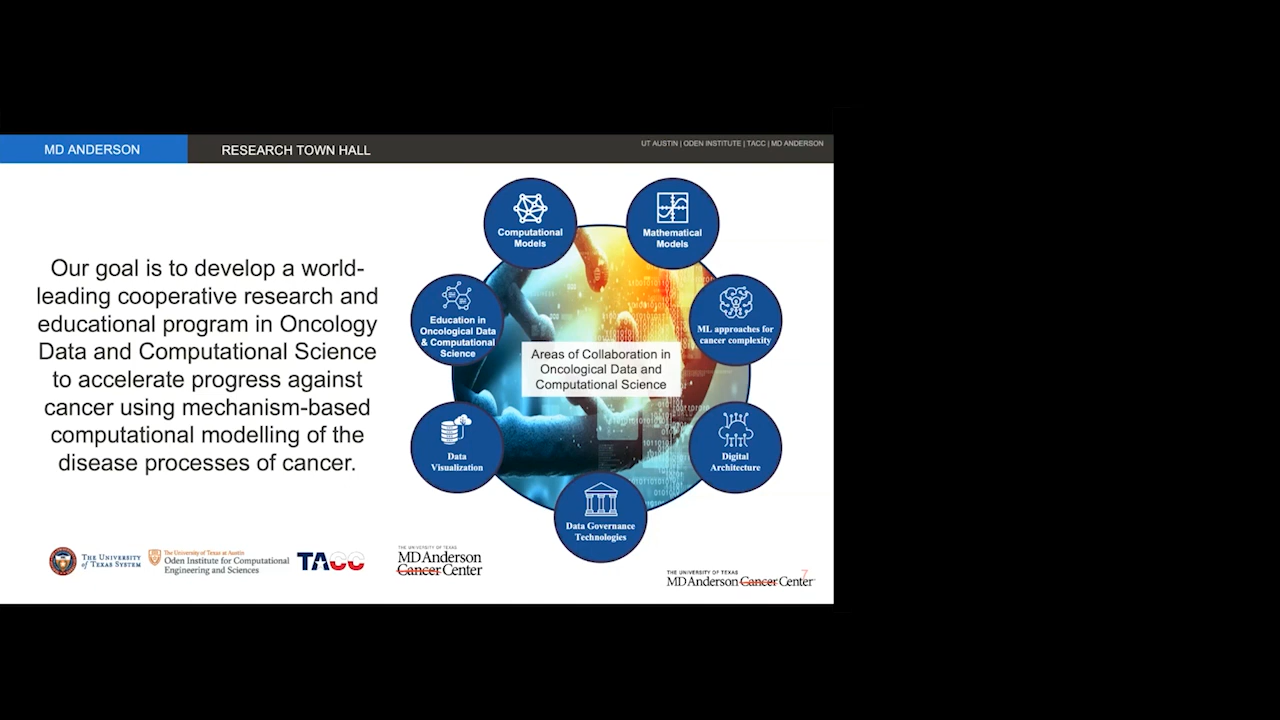 MD ANDERSON
RESEARCH TOWN HALL
UT AUSTIN | ODEN INSTITUTE | TACC | MD ANDERSON
Our goal is to develop a world-
leading cooperative research and
educational program in Oncology
Data and Computational Science
to accelerate progress against
cancer using mechanism-based
computational modelling of the
disease processes of cancer.
Computational
Models
Mathematical
Models
Education in
Oncological Data
& Computational
Science
ML approaches for
cancer complexity
Areas of Collaboration in
Oncological Data and
Computational Science
Data
Visualization
Digital
Architecture
Data Governance
Technologies
THE UNIVERSITY
OF TEXAS SYSTEM
The University of Texas at Austin
Oden Institute for Computational
Engineering and Sciences
TACC
THE UNIVERSITY OF TEXAS
MD Anderson
Cancer Center
THE UNIVERSITY OF TEXAS
MD Anderson Cancer Center
7